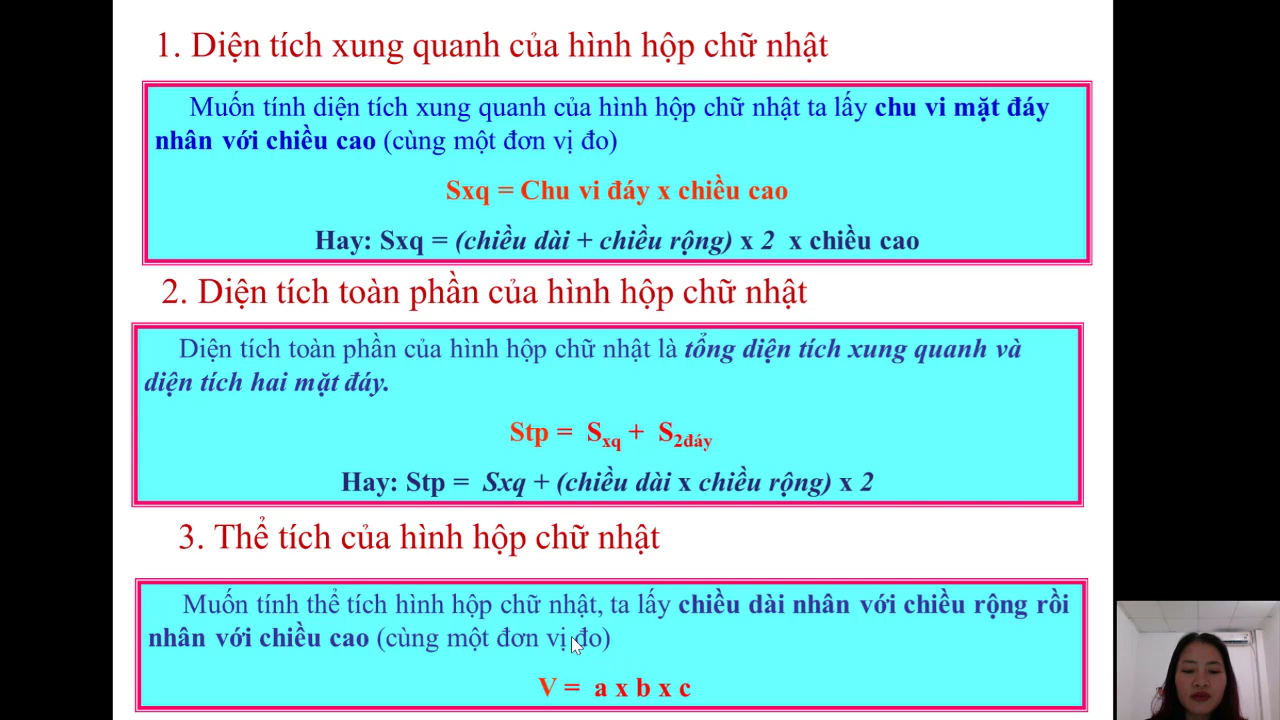 1. Diện tích xung quanh của hình hộp chữ nhật
Muốn tính diện tích xung quanh của hình hộp chữ nhật ta lấy chu vi mặt đáy
nhân với chiều cao (cùng một đơn vị đo)
Sxq = Chu vi đáy x chiều cao
Hay: Sxq = (chiều dài + chiều rộng) x 2 x chiều cao
2. Diện tích toàn phần của hình hộp chữ nhật
Diện tích toàn phần của hình hộp chữ nhật là tổng diện tích xung quanh và
diện tích hai mặt đáy.
Stp = Sxq + S2đáy
Hay: Stp = Sxq + (chiều dài x chiều rộng) x 2
3. Thể tích của hình hộp chữ nhật
Muốn tính thể tích hình hộp chữ nhật, ta lấy chiều dài nhân với chiều rộng rồi
nhân với chiều cao (cùng một đơn vị đo)
V = a x b x c